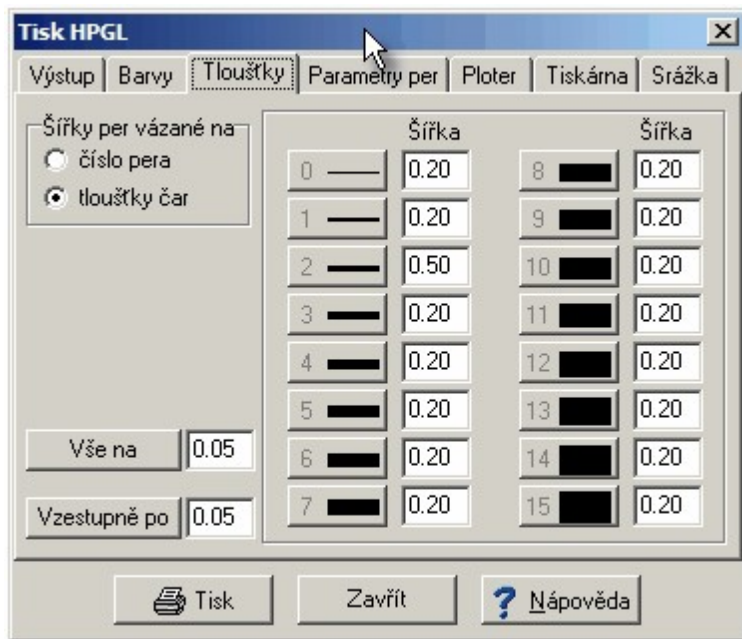 Tisk HPGL
Výstup Barvy Tloušťky Parametry per Ploter Tiskárna Srážka
Šířky per vázané na
číslo pera
tloušťky čar
Šířka Šířka
0 0.20 8 0.20
1 0.20 9 0.20
2 0.50 10 0.20
3 0.20 11 0.20
4 0.20 12 0.20
5 0.20 13 0.20
Vše na 0.05 6 0.20 14 0.20
Vzestupně po 0.05 7 0.20 15 0.20
Tisk Zavřít ? Nápověda